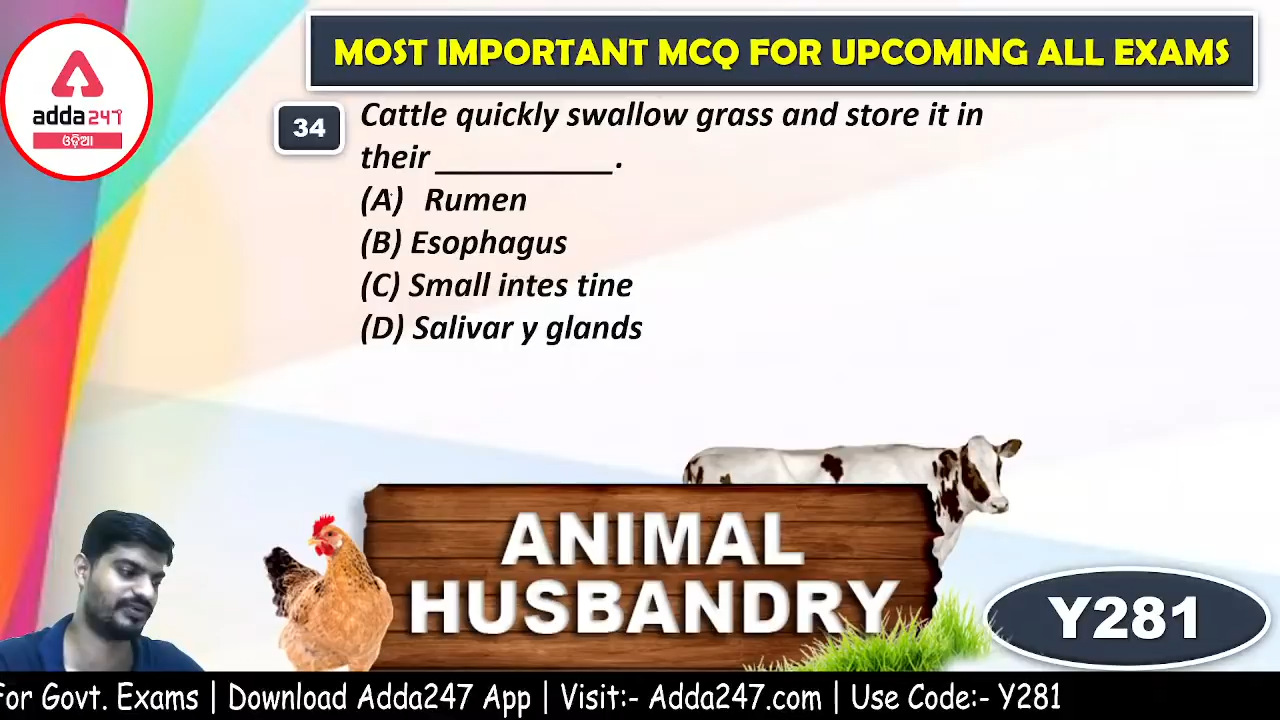 MOST IMPORTANT MCQ FOR UPCOMING ALL EXAMS
adda247
ଓଡ଼ିଆ
34
Cattle quickly swallow grass and store it in
their __________.
(A) Rumen
(B) Esophagus
(C) Small intes tine
(D) Salivar y glands
ANIMAL
HUSBANDRY
Y281
For Govt. Exams | Download Adda247 App | Visit:- Adda247.com | Use Code:- Y281